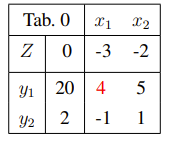 Tab. 0 x₁ x₂
Z 0 -3 -2
y₁ 20 4 5
y₂ 2 -1 1